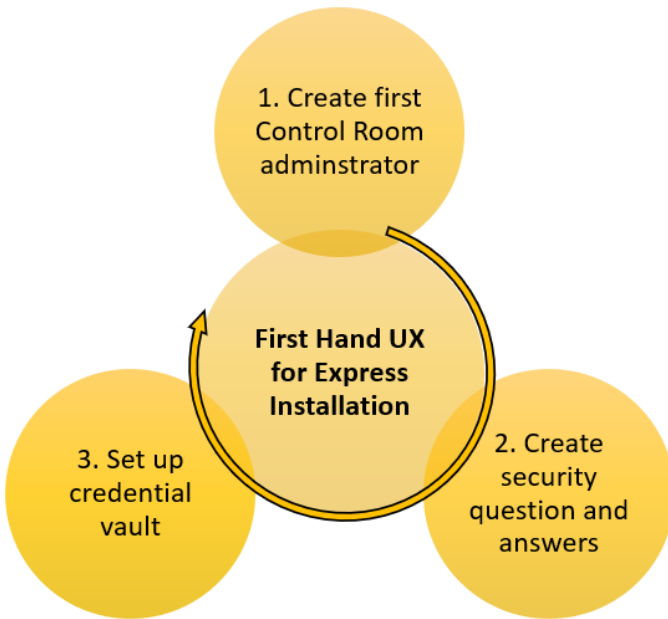 1. Create first
Control Room
adminstrator
First Hand UX
for Express
Installation
2. Create
security
question and
answers
3. Set up
credential
vault